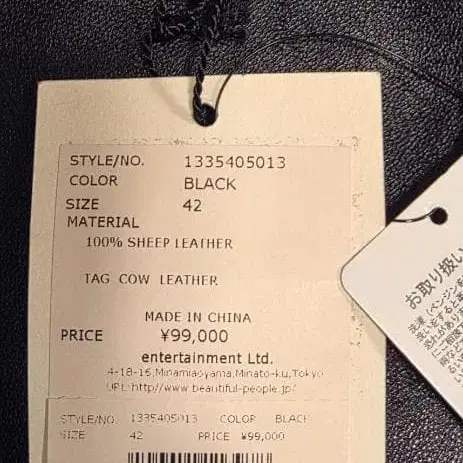 STYLE/NO. 1335405013
COLOR BLACK
SIZE 42
MATERIAL
100% SHEEP LEATHER
TAG COW LEATHER
MADE IN CHINA
PRICE ¥99,000
entertainment Ltd.
4-18-16,Minamiaoyama,Minato-ku,Tokyo
URL:http//www.beautiful-people.jp/
STYLE/NO. 1335405013 COLOR BLACK
SIZE 42 PRICE ¥99,000
お取り扱い